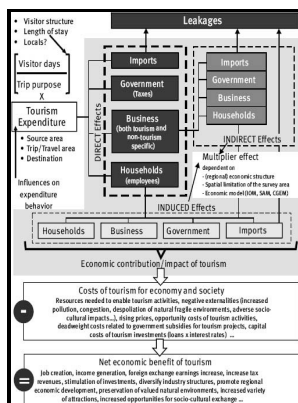 • Visitor structure
• Length of stay
• Locals?
Leakages
Visitor days
Trip purpose
X
Tourism
Expenditure
• Source area
• Trip/Travel area
• Destination
Influences on
expenditure
behavior
DIRECT Effects
Imports
Government
(Taxes)
Business
(both tourism and
non-tourism
specific)
Households
(employees)
Imports
Government
Business
Households
INDIRECT Effects
Multiplier effect
dependent on
- (regional) economic structure
- Spatial limitation of the survey
area
- Economic model (IOM, SAM, CGEM)
INDUCED Effects
Households
Business
Government
Imports
Economic contribution/impact of tourism
-
Costs of tourism for economy and society
Resources needed to enable tourism activities, negative externalities (increased
pollution, congestion, despoliation of natural fragile environments, adverse socio-
cultural impacts...), rising prices, opportunity costs of tourism activities,
deadweight costs related to government subsidies for tourism projects, capital
costs of tourism investments (loans x interest rates) ...
=
Net economic benefit of tourism
Job creation, income generation, foreign exchange earnings increase, increase tax
revenues, stimulation of investments, diversify industry structures, promote regional
economic development, preservation of valued natural environments, increased variety
of attractions, increased opportunities for socio-cultural exchange ...